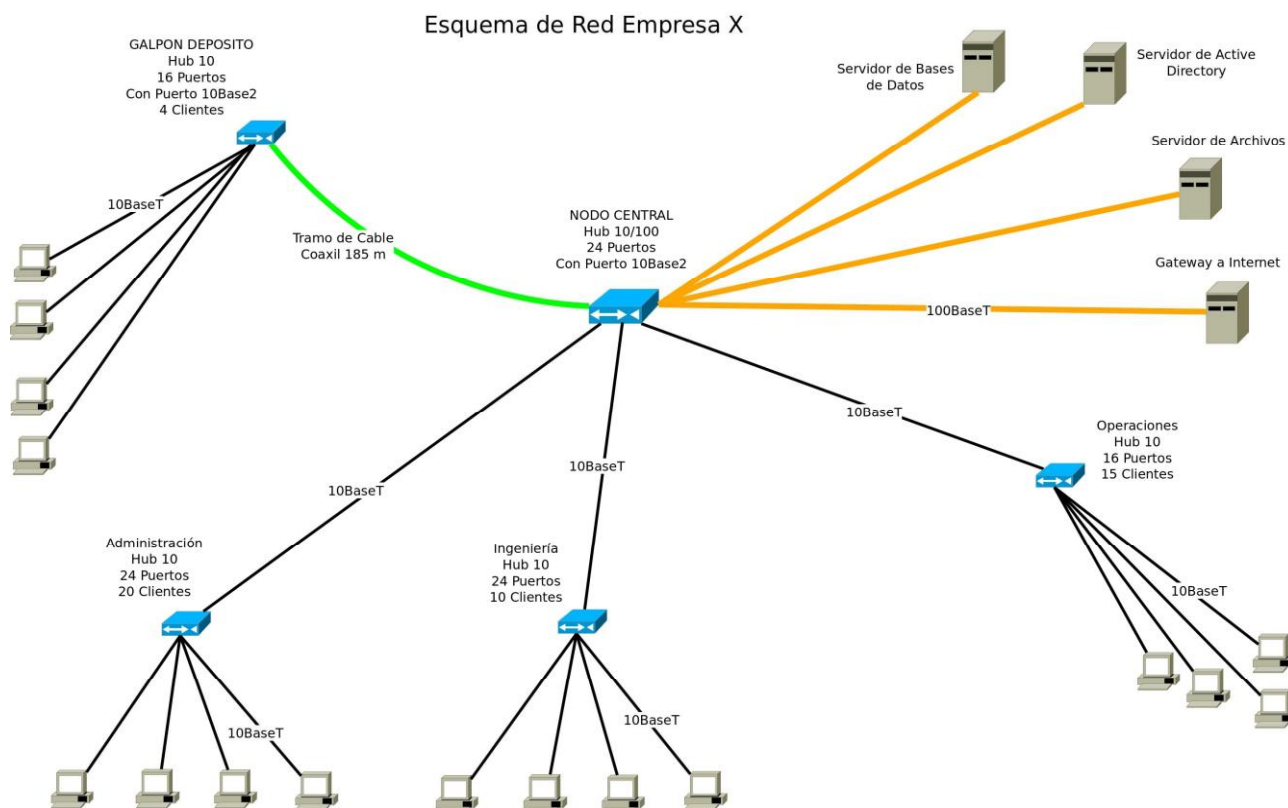 Esquema de Red Empresa X
GALPON DEPOSITO
Hub 10
16 Puertos
Con Puerto 10Base2
4 Clientes
Servidor de Bases
de Datos
Servidor de Active
Directory
Servidor de Archivos
Gateway a Internet
100BaseT
NODO CENTRAL
Hub 10/100
24 Puertos
Con Puerto 10Base2
Tramo de Cable
Coaxil 185 m
10BaseT
10BaseT
10BaseT
10BaseT
Operaciones
Hub 10
16 Puertos
15 Clientes
10BaseT
Administración
Hub 10
24 Puertos
20 Clientes
10BaseT
Ingeniería
Hub 10
24 Puertos
10 Clientes
10BaseT